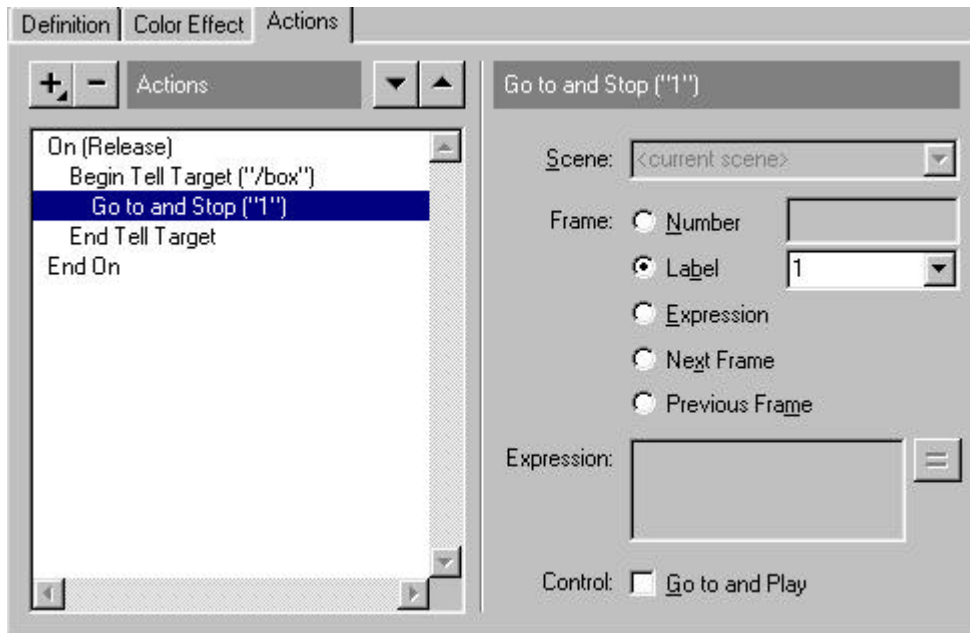 Definition Color Effect Actions
+ - Actions
On (Release)
Begin Tell Target ("/box")
Go to and Stop ("1")
End Tell Target
End On
Go to and Stop ("1")
Scene: <current scene>
Frame: Number
Label 1
Expression
Next Frame
Previous Frame
Expression: =
Control: Go to and Play